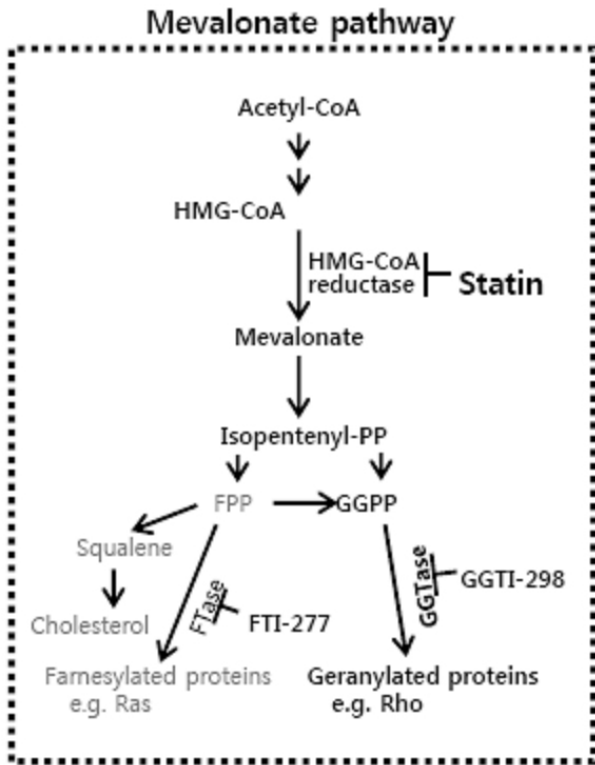 Mevalonate pathway
Acetyl-CoA
HMG-CoA
HMG-CoA
reductase
Statin
Mevalonate
Isopentenyl-PP
FPP
GGPP
Squalene
Cholesterol
FTase
FTI-277
GGTase
GGTI-298
Farnesylated proteins
e.g. Ras
Geranylated proteins
e.g. Rho